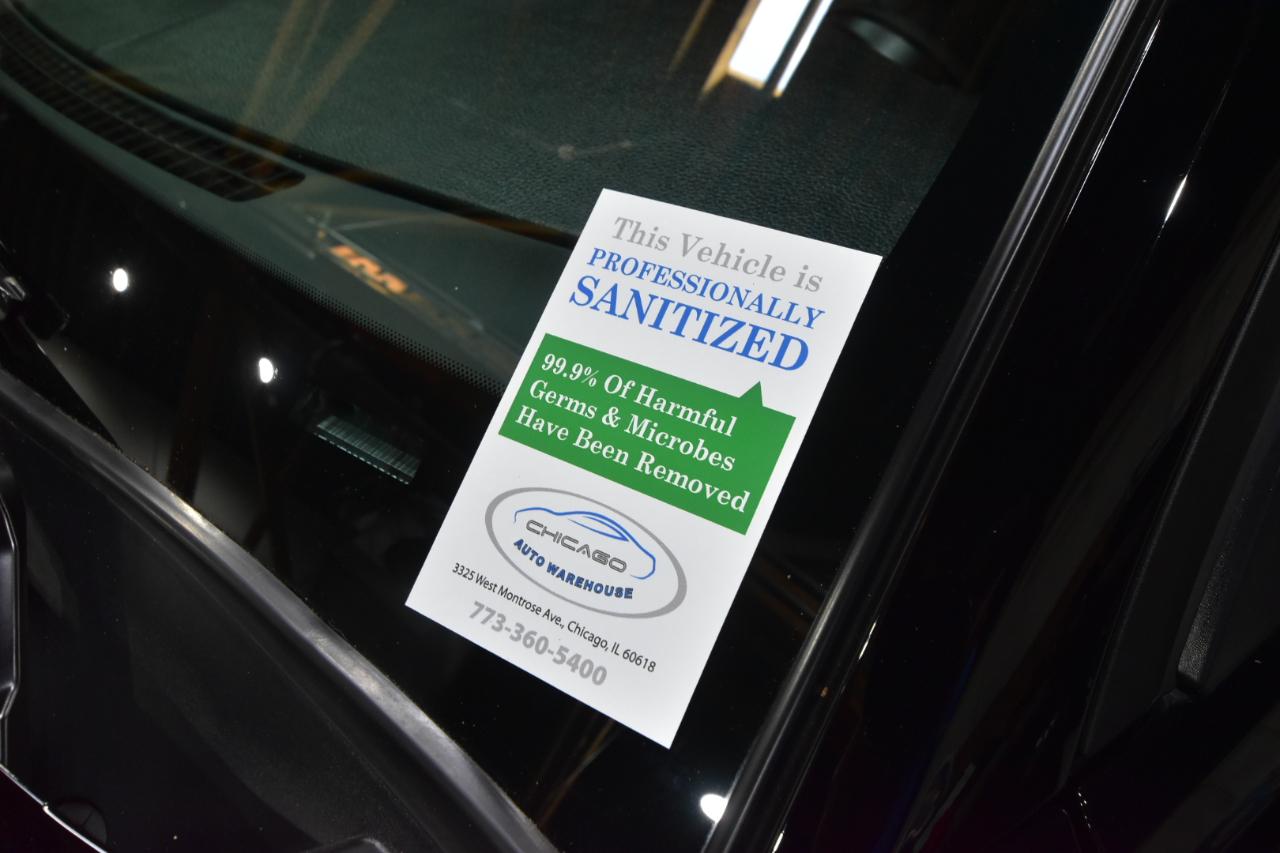 This Vehicle is
PROFESSIONALLY
SANITIZED
99.9% Of Harmful
Germs & Microbes
Have Been Removed
CHICAGO
AUTO WAREHOUSE
3325 West Montrose Ave., Chicago, IL 60618
773-360-5400